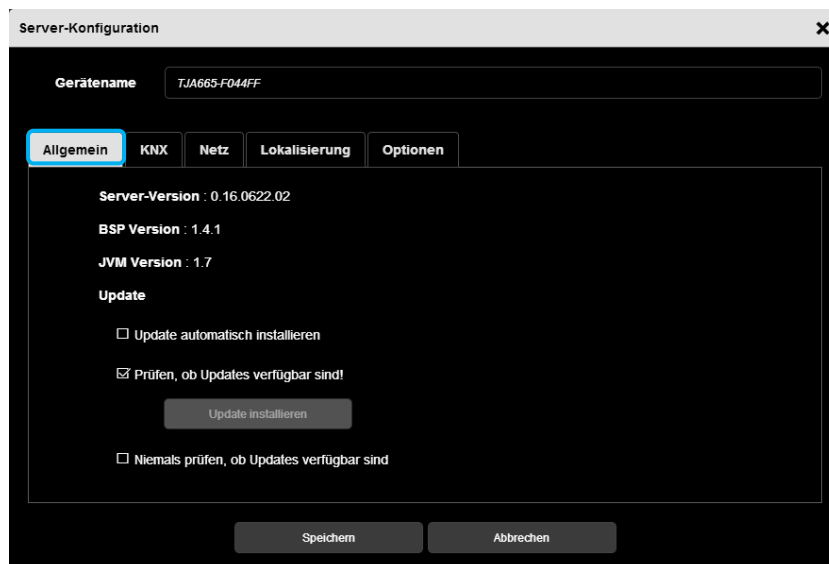 Server-Konfiguration
Gerätename TJA665-F044FF
Allgemein KNX Netz Lokalisierung Optionen
Server-Version : 0.16.0622.02
BSP Version : 1.4.1
JVM Version : 1.7
Update
Update automatisch installieren
Prüfen, ob Updates verfügbar sind!
Update installieren
Niemals prüfen, ob Updates verfügbar sind
Speichern Abbrechen